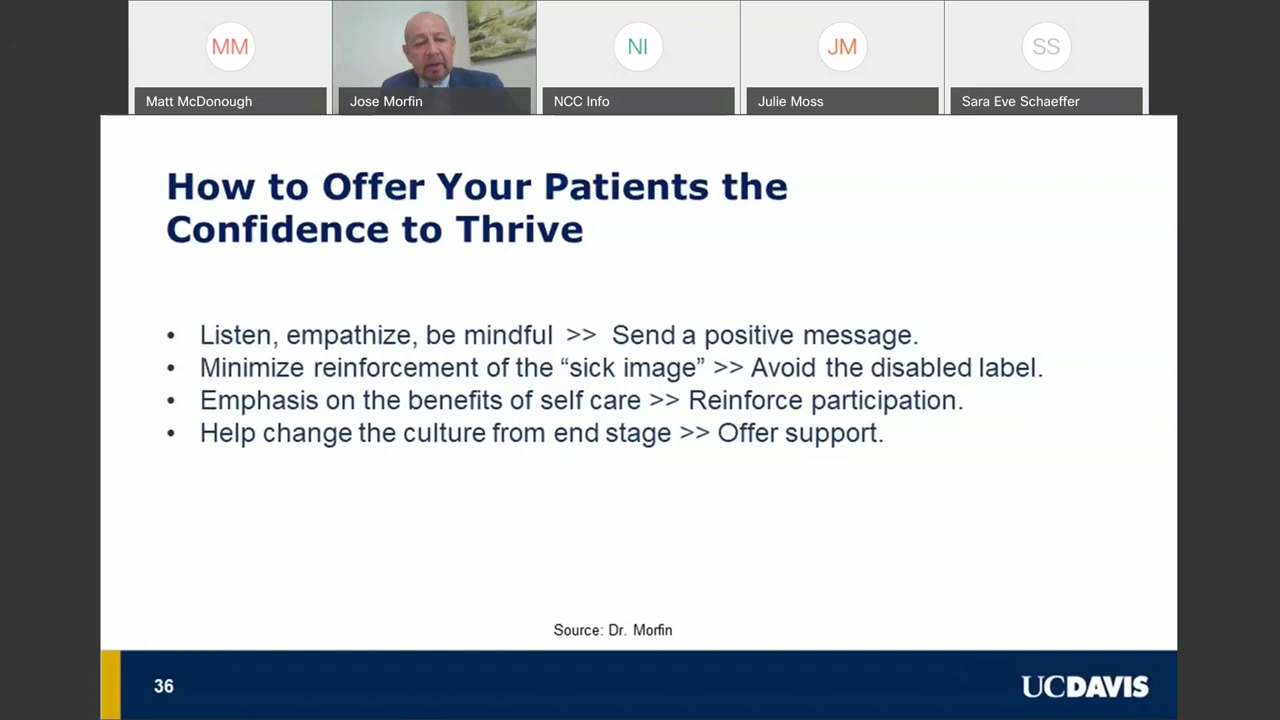 MM
NI
JM
SS
Matt McDonough
Jose Morfin
NCC Info
Julie Moss
Sara Eve Schaeffer
How to Offer Your Patients the
Confidence to Thrive
• Listen, empathize, be mindful >> Send a positive message.
• Minimize reinforcement of the “sick image” >> Avoid the disabled label.
• Emphasis on the benefits of self care >> Reinforce participation.
• Help change the culture from end stage >> Offer support.
Source: Dr. Morfin
36
UCDAVIS